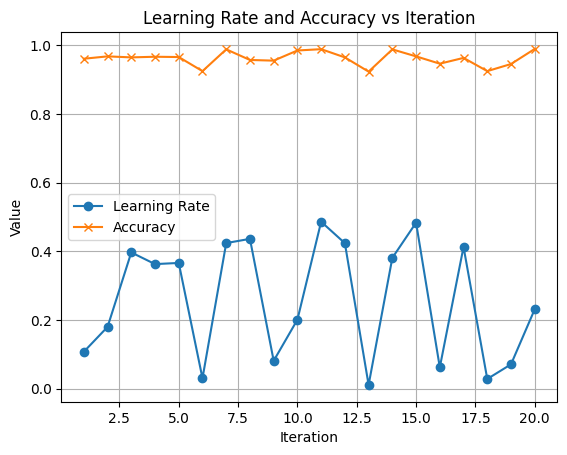 Learning Rate and Accuracy vs Iteration
1.0
0.8
0.6
0.4
0.2
0.0
Value
Learning Rate
Accuracy
2.5 5.0 7.5 10.0 12.5 15.0 17.5 20.0
Iteration